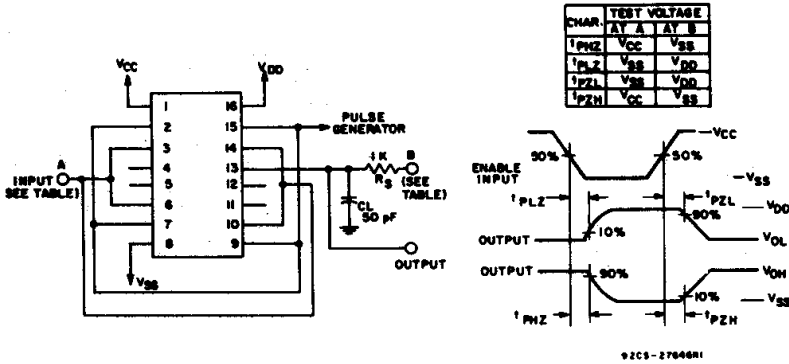 TEST VOLTAGE
CHAR. AT A AT B
tPHZ VCC VSS
tPLZ VSS VDD
tPZL VSS VDD
tPZH VCC VSS
VCC
VDD
1 16
2 15
3 14
4 13
5 12
6 11
7 10
8 9
PULSE
GENERATOR
A
INPUT
(SEE TABLE)
1K
RS
B
(SEE
TABLE)
CL
50 pF
OUTPUT
VSS
VCC
90%
50%
ENABLE
INPUT
VSS
tPLZ
tPZL
VDD
10%
90%
OUTPUT
VOL
OUTPUT
90%
VOH
10%
VSS
tPHZ
tPZH
92CS-27646R1